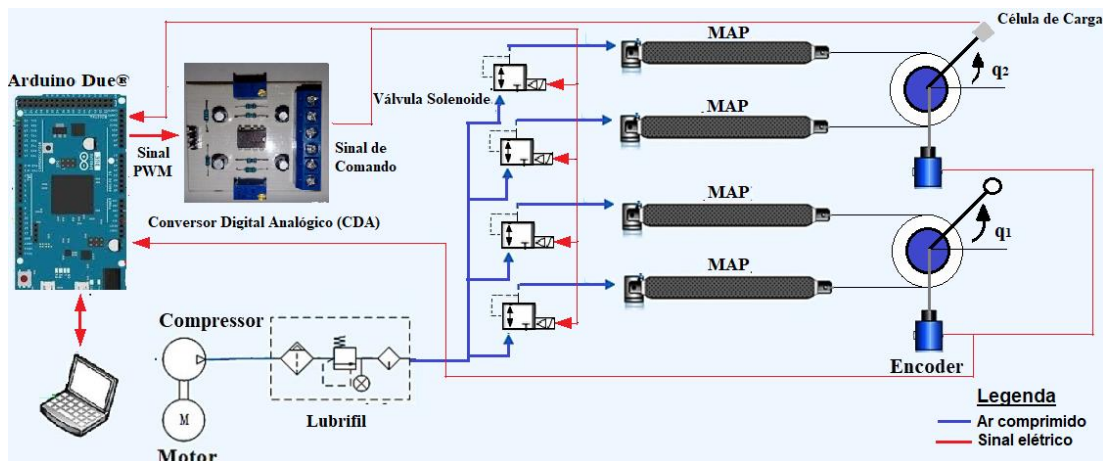 Célula de Carga
MAP
Arduino Due®
q2
Válvula Solenoide
MAP
Sinal
PWM
Sinal de
Comando
MAP
Conversor Digital Analógico (CDA)
q1
MAP
Compressor
Encoder
M
Lubrifil
Motor
Legenda
Ar comprimido
Sinal elétrico